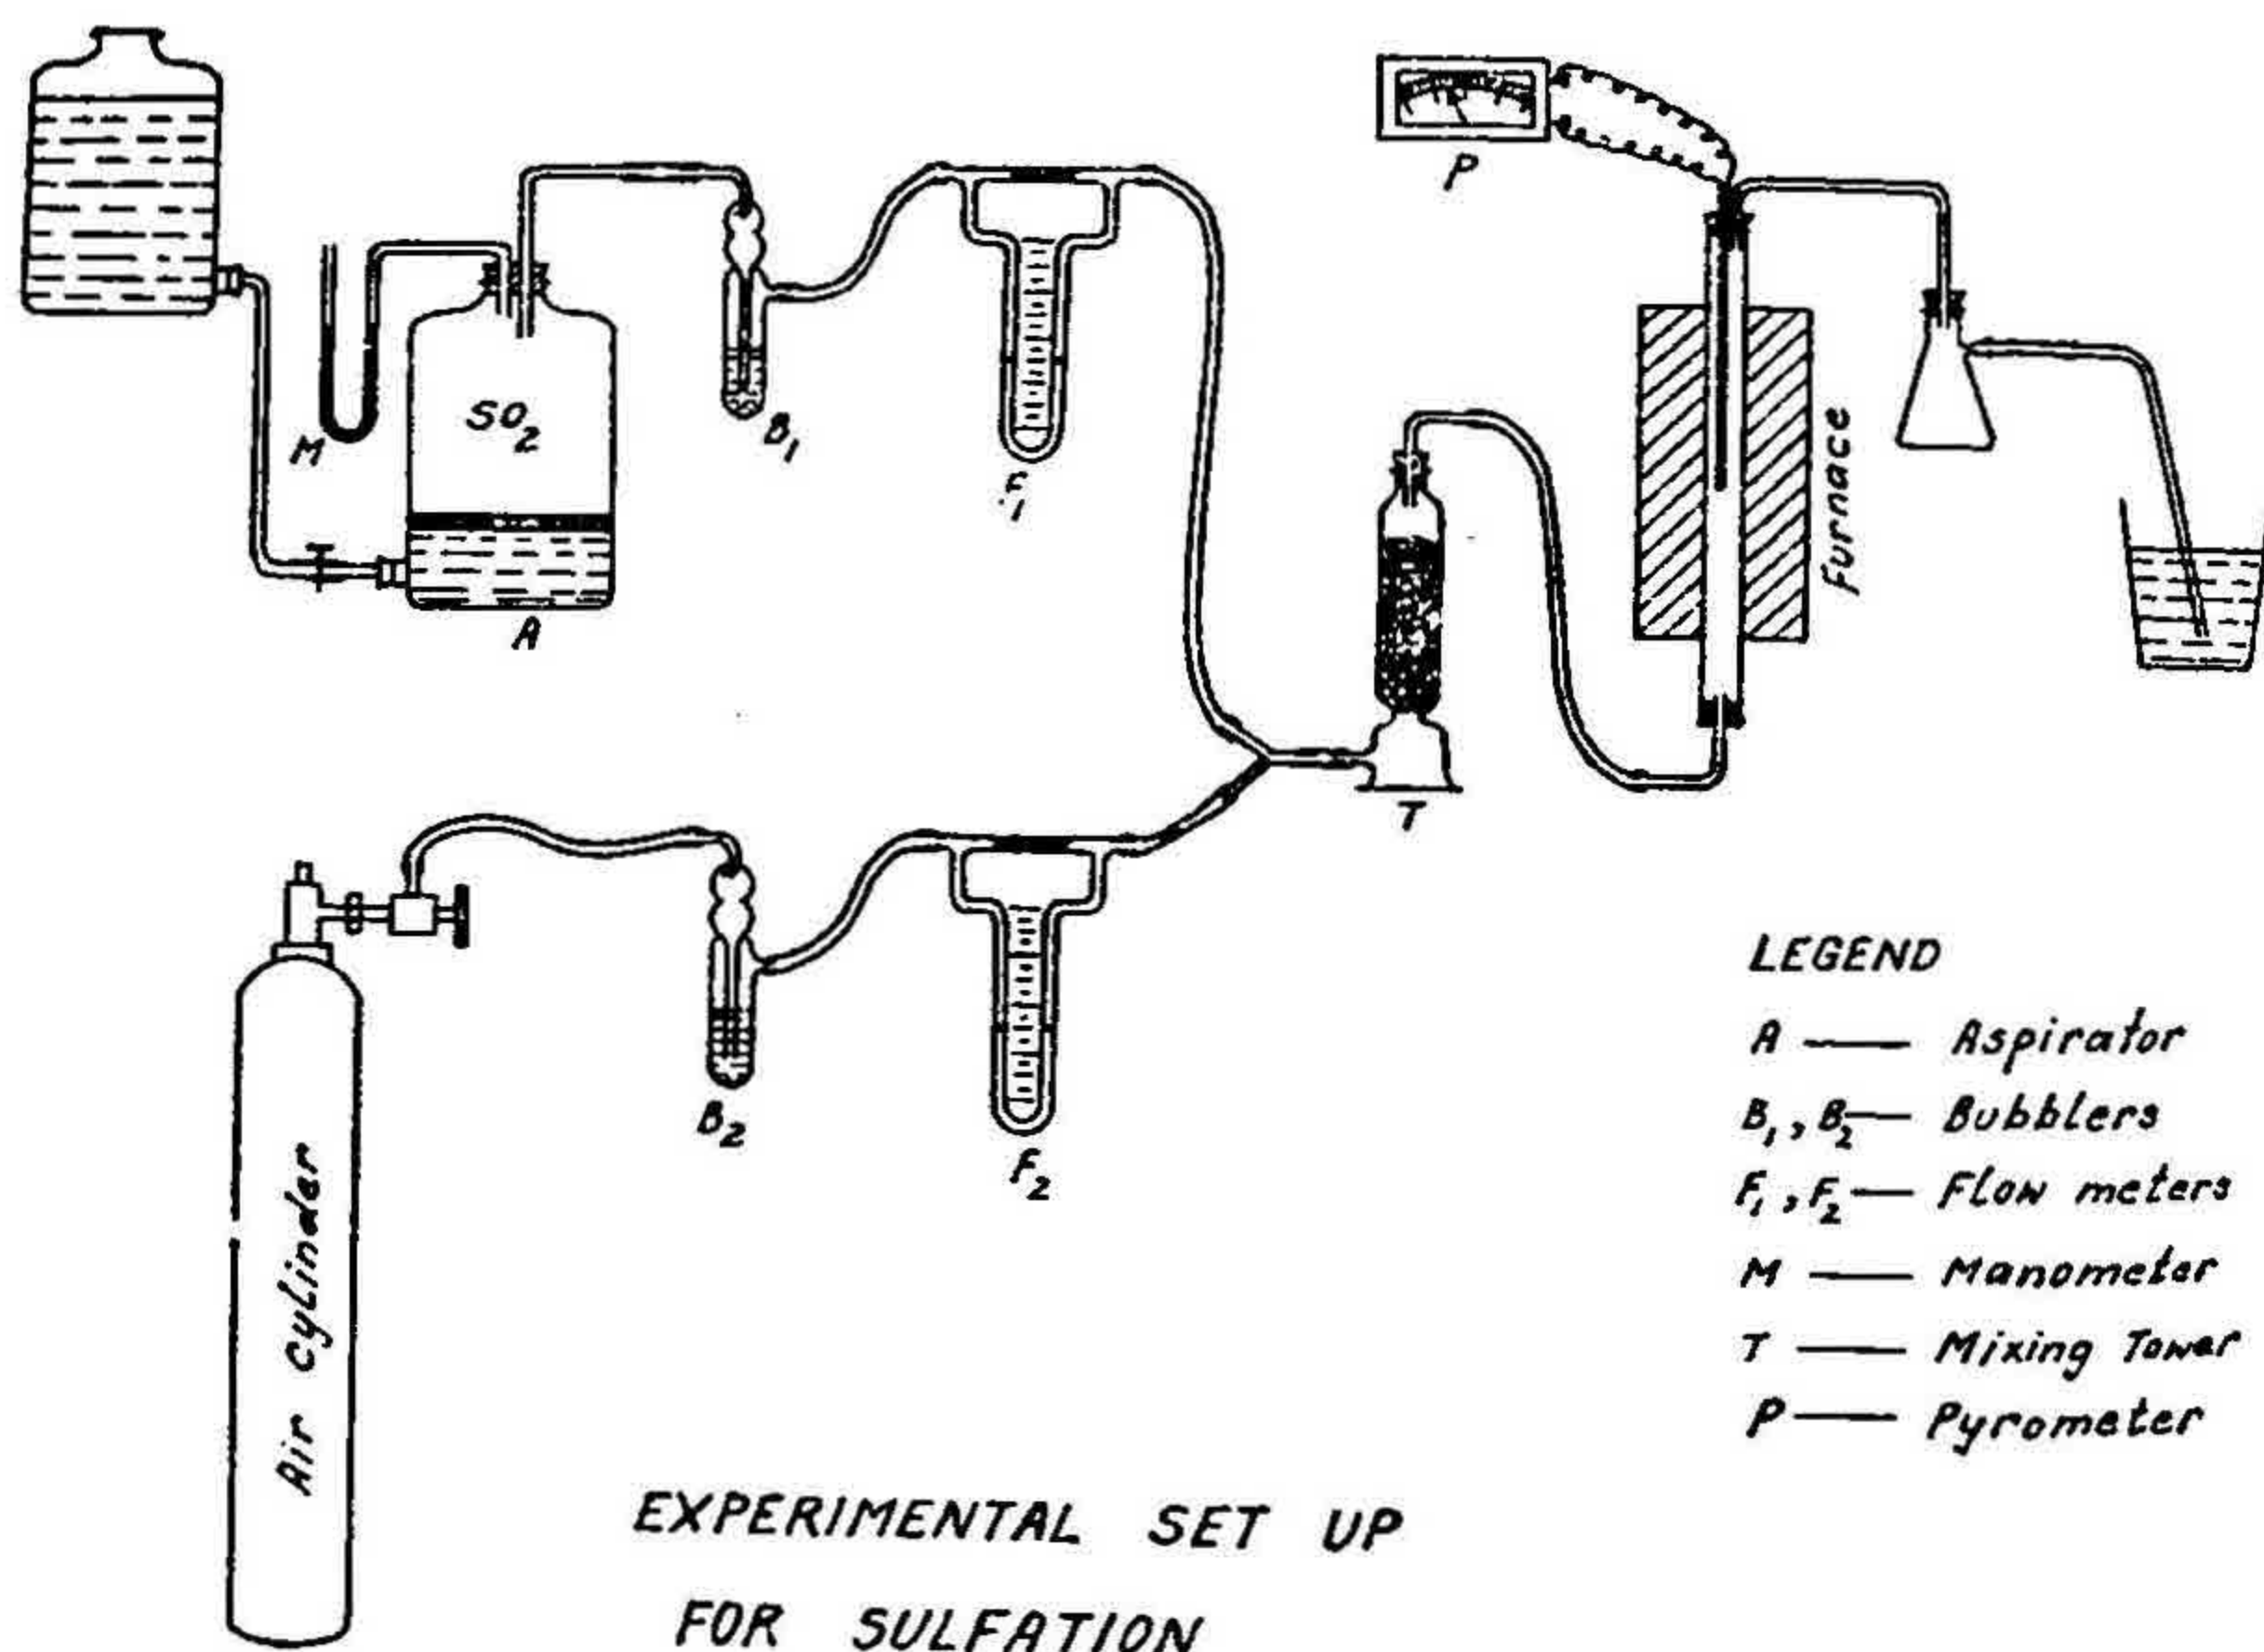 P
M
SO2
B1
F1
A
Furnace
T
Air Cylinder
B2
F2
LEGEND
A — Aspirator
B1, B2 — Bubblers
F1, F2 — Flow meters
M — Manometer
T — Mixing Tower
P — Pyrometer
EXPERIMENTAL SET UP
FOR SULFATION